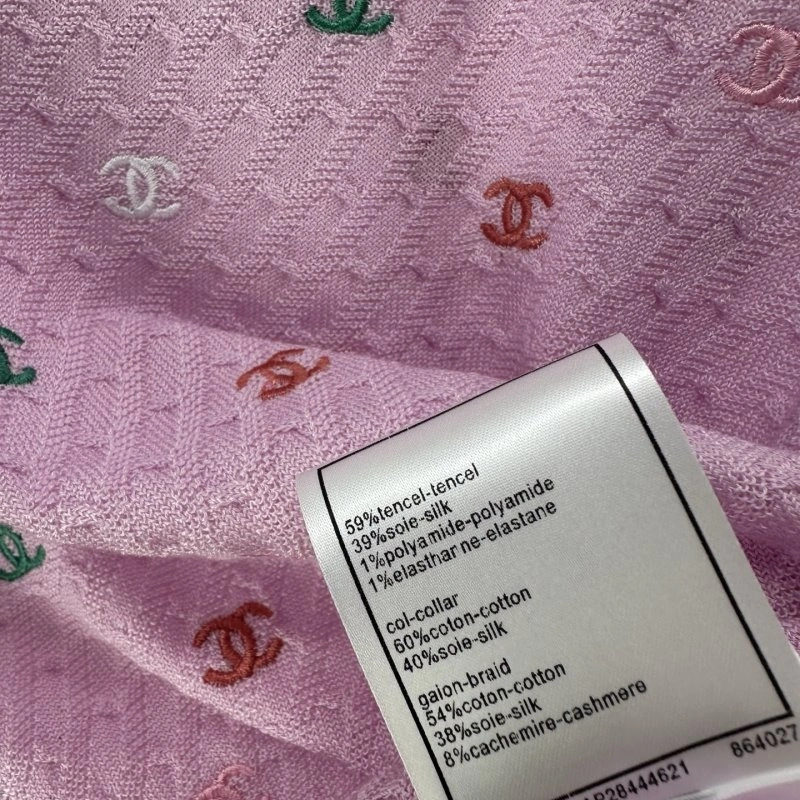 59%tencel-tencel
39%soie-silk
1%polyamide-polyamide
1%elasthanne-elastane
col-collar
60%coton-cotton
40%soie-silk
galon-braid
54%coton-cotton
38%soie-silk
8%cachemire-cashmere
864027